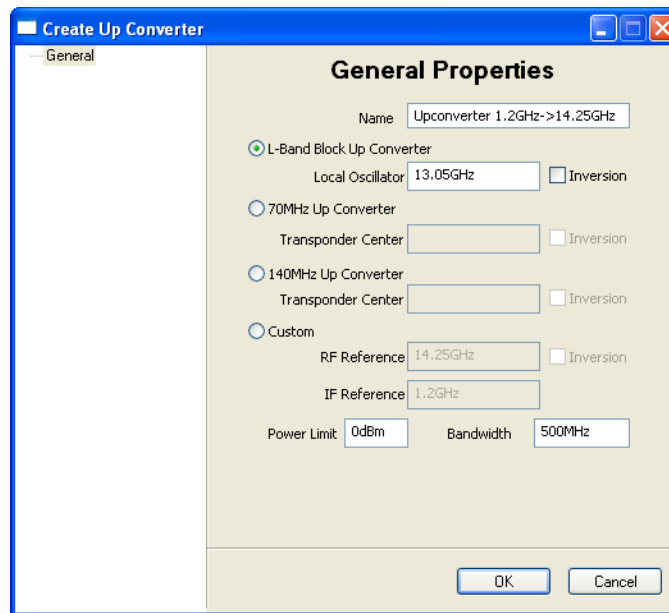 Create Up Converter
General
General Properties
Name Upconverter 1.2GHz->14.25GHz
L-Band Block Up Converter
Local Oscillator 13.05GHz Inversion
70MHz Up Converter
Transponder Center Inversion
140MHz Up Converter
Transponder Center Inversion
Custom
RF Reference 14.25GHz Inversion
IF Reference 1.2GHz
Power Limit 0dBm Bandwidth 500MHz
OK Cancel